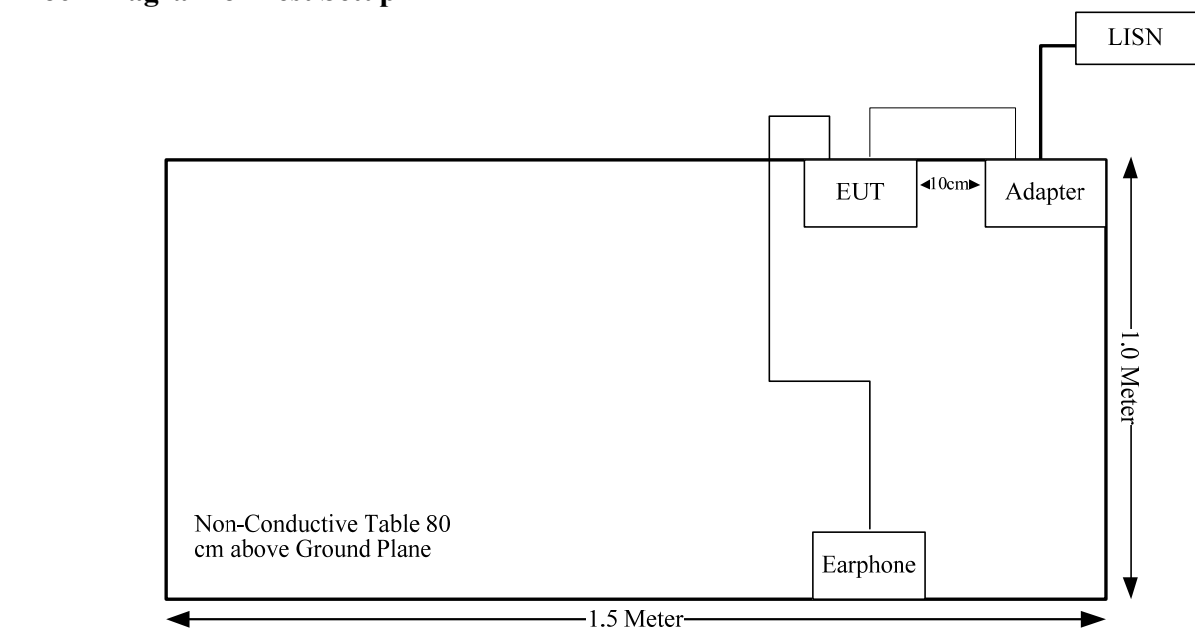 LISN
EUT
10cm
Adapter
1.0 Meter
Non-Conductive Table 80
cm above Ground Plane
Earphone
1.5 Meter